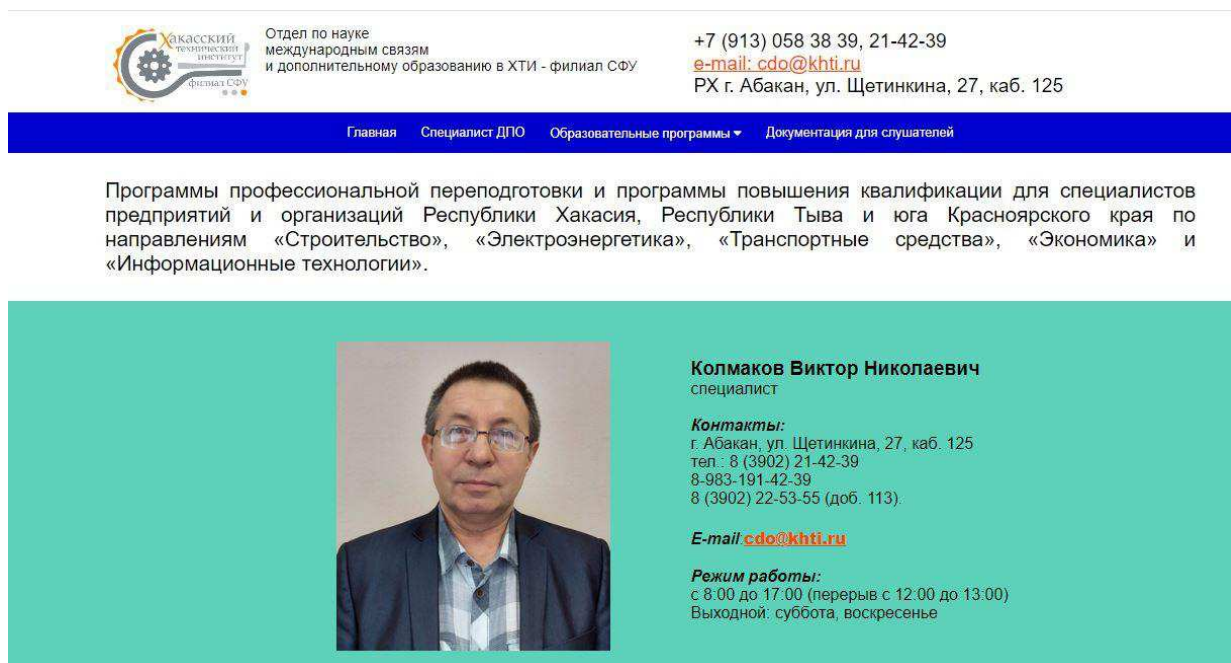 Хакасский
технический
институт
филиал СФУ
Отдел по науке
международным связям
и дополнительному образованию в ХТИ - филиал СФУ
+7 (913) 058 38 39, 21-42-39
e-mail: cdo@khti.ru
РХ г. Абакан, ул. Щетинкина, 27, каб. 125
Главная Специалист ДПО Образовательные программы Документация для слушателей
Программы профессиональной переподготовки и программы повышения квалификации для специалистов
предприятий и организаций Республики Хакасия, Республики Тыва и юга Красноярского края по
направлениям «Строительство», «Электроэнергетика», «Транспортные средства», «Экономика» и
«Информационные технологии».
Колмаков Виктор Николаевич
специалист
Контакты:
г. Абакан, ул. Щетинкина, 27, каб. 125
тел.: 8 (3902) 21-42-39
8-983-191-42-39
8 (3902) 22-53-55 (доб. 113).
E-mail:cdo@khti.ru
Режим работы:
с 8:00 до 17:00 (перерыв с 12:00 до 13:00)
Выходной: суббота, воскресенье